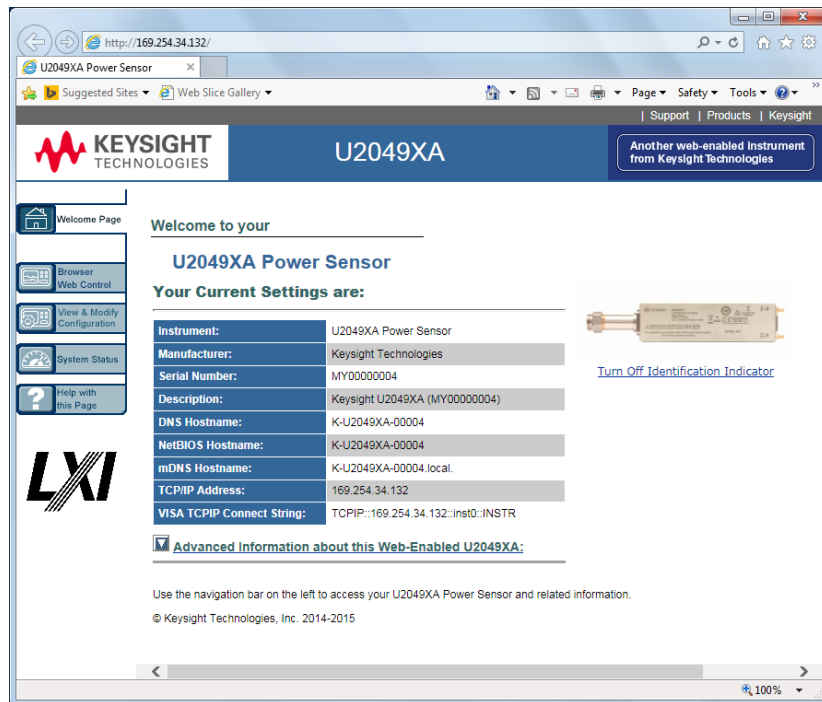 http://169.254.34.132/
U2049XA Power Sensor
Suggested Sites
Web Slice Gallery
Page
Safety
Tools
| Support | Products | Keysight
KEYSIGHT
TECHNOLOGIES
U2049XA
Another web-enabled Instrument
from Keysight Technologies
Welcome Page
Browser
Web Control
View & Modify
Configuration
System Status
Help with
this Page
LXI
Welcome to your
U2049XA Power Sensor
Your Current Settings are:
Instrument: U2049XA Power Sensor
Manufacturer: Keysight Technologies
Serial Number: MY00000004
Description: Keysight U2049XA (MY00000004)
DNS Hostname: K-U2049XA-00004
NetBIOS Hostname: K-U2049XA-00004
mDNS Hostname: K-U2049XA-00004.local.
TCP/IP Address: 169.254.34.132
VISA TCPIP Connect String: TCPIP::169.254.34.132::inst0::INSTR
Turn Off Identification Indicator
Advanced Information about this Web-Enabled U2049XA:
Use the navigation bar on the left to access your U2049XA Power Sensor and related information.
© Keysight Technologies, Inc. 2014-2015
100%